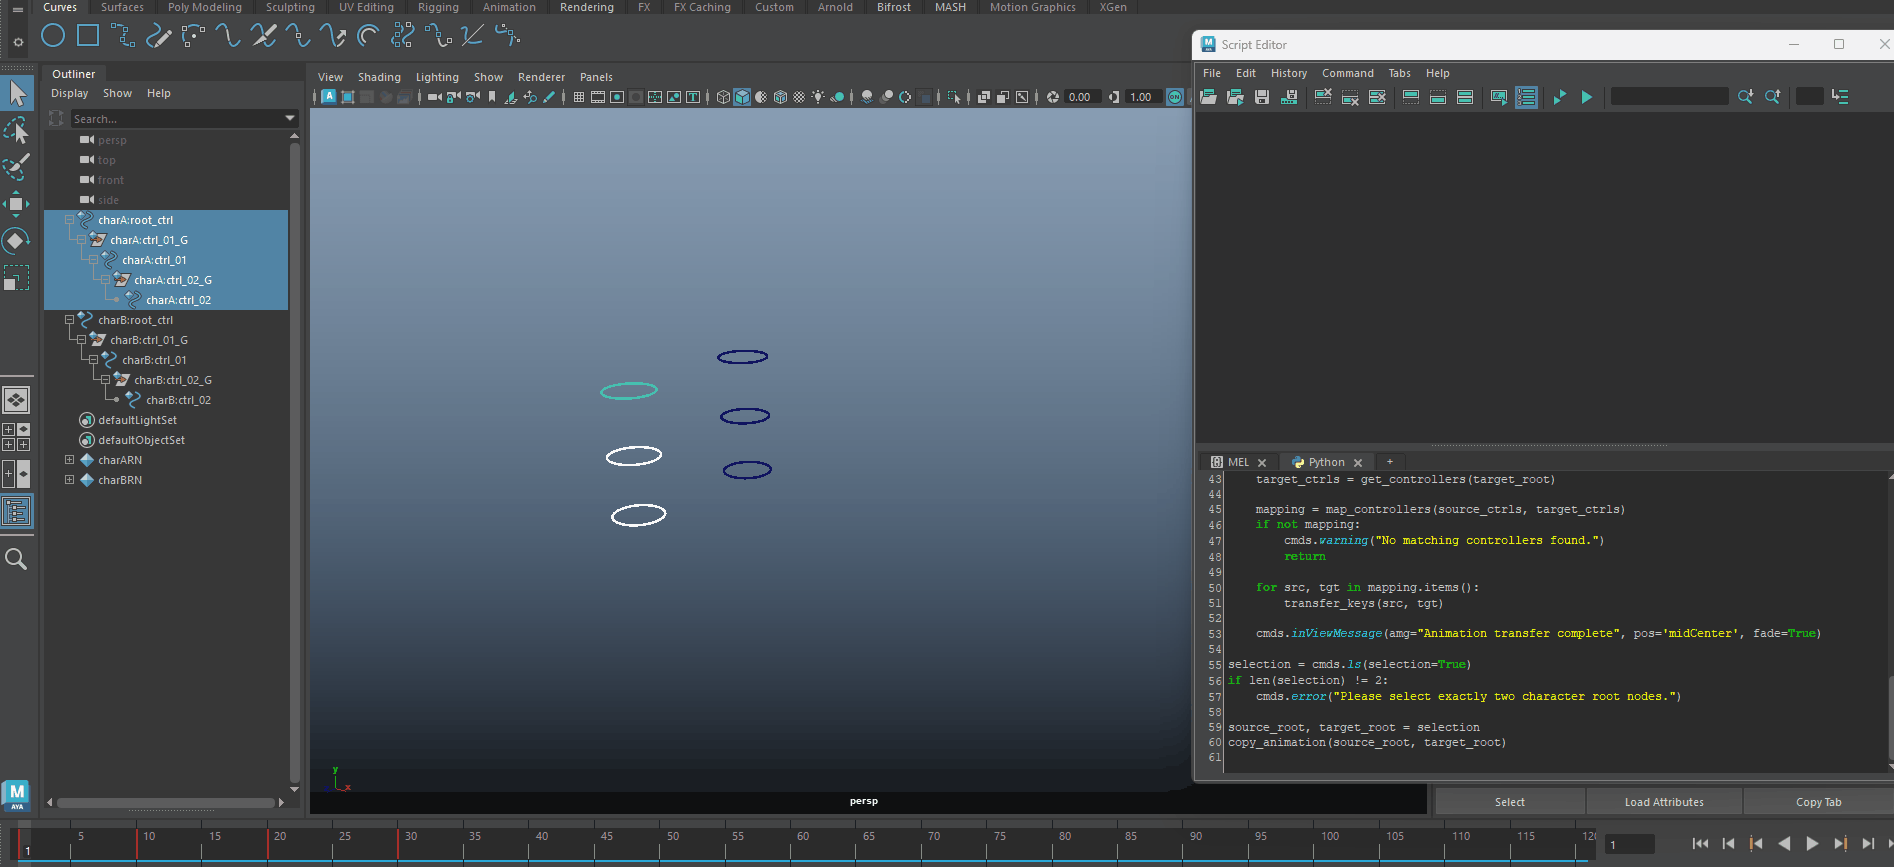 Curves Surfaces Poly Modeling Sculpting UV Editing Rigging Animation Rendering FX FX Caching Custom Arnold Bifrost MASH Motion Graphics XGen
Outliner
Display Show Help
Search...
persp
top
front
side
charA:root_ctrl
charA:ctrl_01_G
charA:ctrl_01
charA:ctrl_02_G
charA:ctrl_02
charB:root_ctrl
charB:ctrl_01_G
charB:ctrl_01
charB:ctrl_02_G
charB:ctrl_02
defaultLightSet
defaultObjectSet
charARN
charBRN
View Shading Lighting Show Renderer Panels
A T 0.00 1.00 ON
y
x
persp
M
AYA
Script Editor
File Edit History Command Tabs Help
MEL Python +
43 target_ctrls = get_controllers(target_root)
44
45 mapping = map_controllers(source_ctrls, target_ctrls)
46 if not mapping:
47 cmds.warning("No matching controllers found.")
48 return
49
50 for src, tgt in mapping.items():
51 transfer_keys(src, tgt)
52
53 cmds.inViewMessage(amg="Animation transfer complete", pos='midCenter', fade=True)
54
55 selection = cmds.ls(selection=True)
56 if len(selection) != 2:
57 cmds.error("Please select exactly two character root nodes.")
58
59 source_root, target_root = selection
60 copy_animation(source_root, target_root)
61
Select Load Attributes Copy Tab
1 5 10 15 20 25 30 35 40 45 50 55 60 65 70 75 80 85 90 95 100 105 110 115 12
1